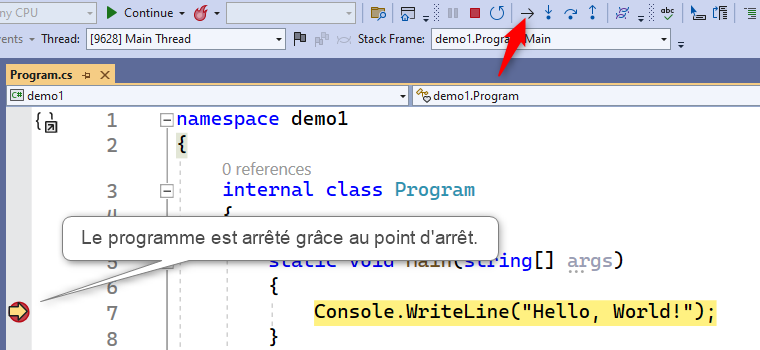 ny CPU Continue
vents Thread: [9628] Main Thread Stack Frame: demo1.Program. Main
Program.cs
C# demo1 demo1.Program
1 namespace demo1
2 {
0 references
3 internal class Program
4 {
Le programme est arrêté grâce au point d'arrêt.
5 static void Main(string[] args)
6 {
7 Console.WriteLine("Hello, World!");
8 }